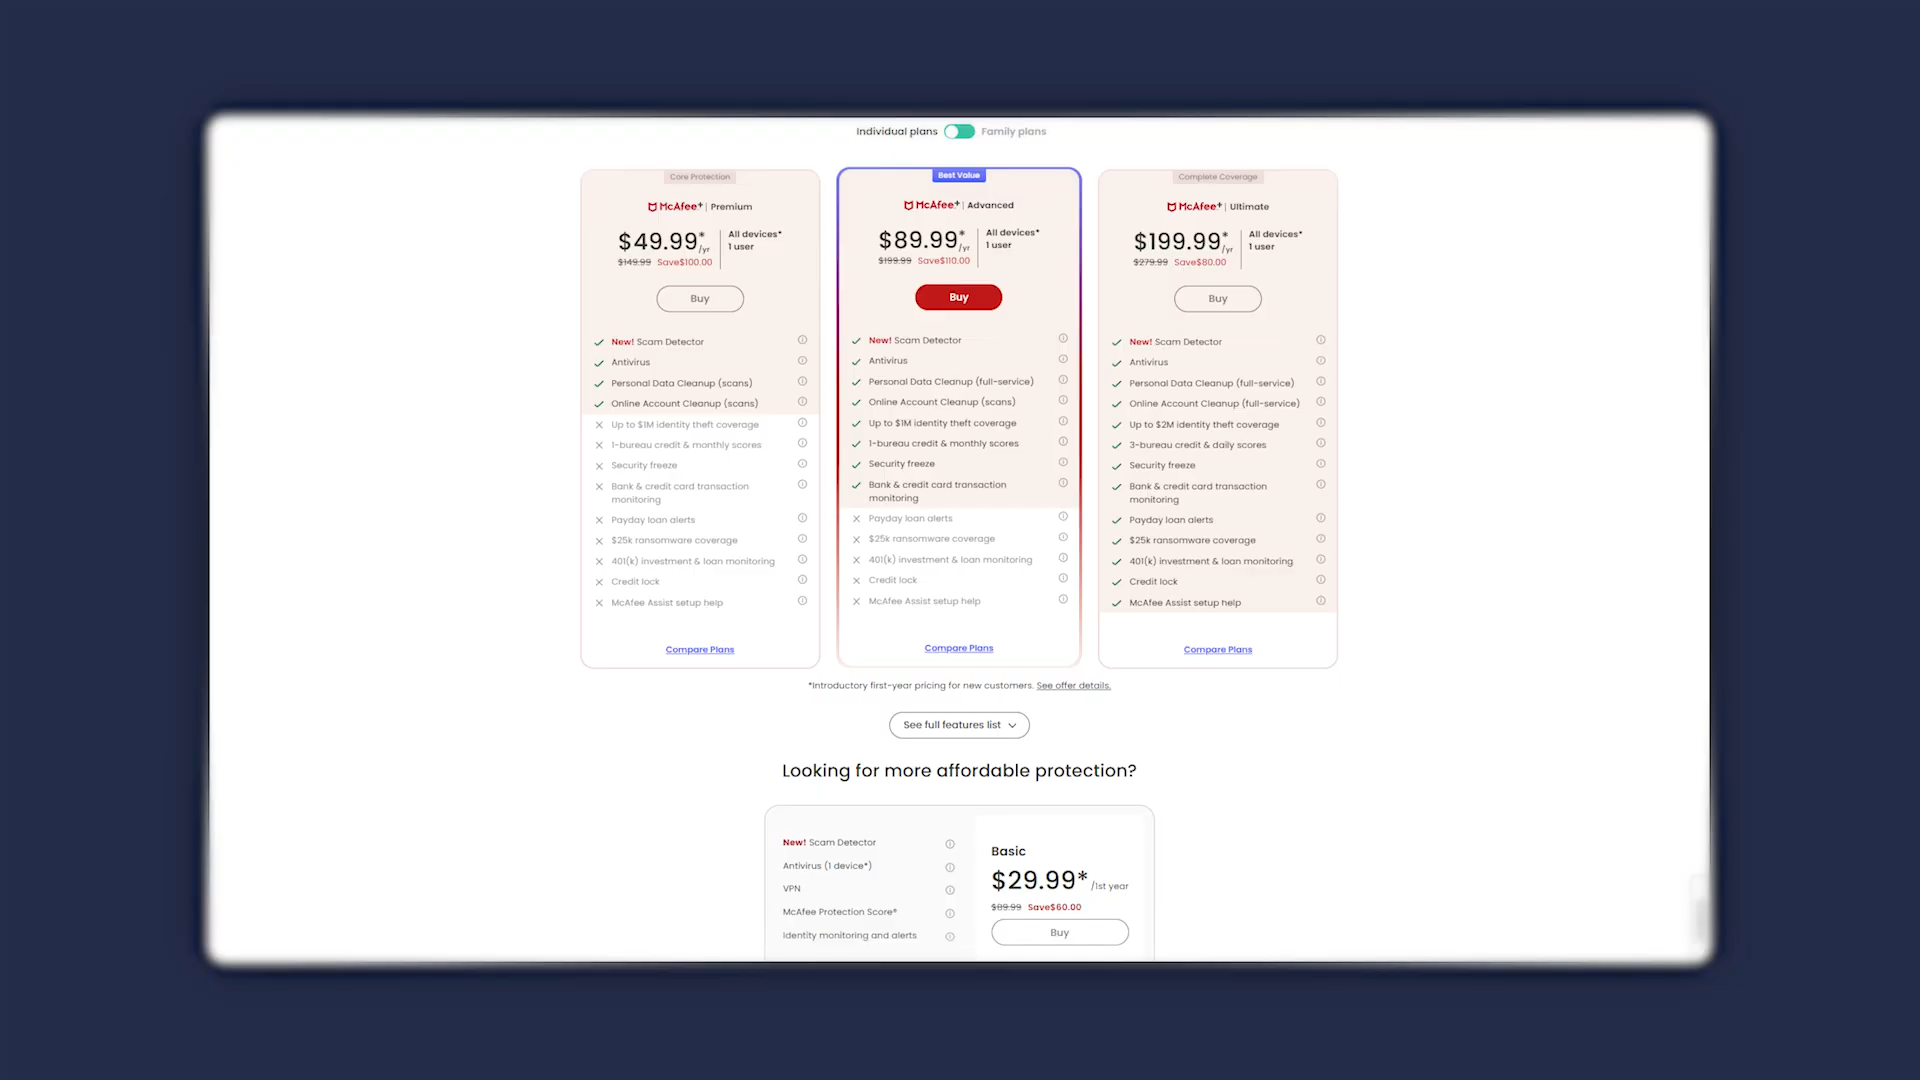 Individual plans Family plans
Core Protection
McAfee+ | Premium
$49.99*/yr
$149.99 Save$100.00
All devices*
1 user
Buy
New! Scam Detector
Antivirus
Personal Data Cleanup (scans)
Online Account Cleanup (scans)
Up to $1M identity theft coverage
1-bureau credit & monthly scores
Security freeze
Bank & credit card transaction
monitoring
Payday loan alerts
$25k ransomware coverage
401(k) investment & loan monitoring
Credit lock
McAfee Assist setup help
Compare Plans
Best Value
McAfee+ | Advanced
$89.99*/yr
$199.99 Save$110.00
All devices*
1 user
Buy
New! Scam Detector
Antivirus
Personal Data Cleanup (full-service)
Online Account Cleanup (scans)
Up to $1M identity theft coverage
1-bureau credit & monthly scores
Security freeze
Bank & credit card transaction
monitoring
Payday loan alerts
$25k ransomware coverage
401(k) investment & loan monitoring
Credit lock
McAfee Assist setup help
Compare Plans
Complete Coverage
McAfee+ | Ultimate
$199.99*/yr
$279.99 Save$80.00
All devices*
1 user
Buy
New! Scam Detector
Antivirus
Personal Data Cleanup (full-service)
Online Account Cleanup (full-service)
Up to $2M identity theft coverage
3-bureau credit & daily scores
Security freeze
Bank & credit card transaction
monitoring
Payday loan alerts
$25k ransomware coverage
401(k) investment & loan monitoring
Credit lock
McAfee Assist setup help
Compare Plans
*Introductory first-year pricing for new customers. See offer details.
See full features list
Looking for more affordable protection?
New! Scam Detector
Antivirus (1 device*)
VPN
McAfee Protection Score*
Identity monitoring and alerts
Basic
$29.99* /1st year
$89.99 Save$60.00
Buy